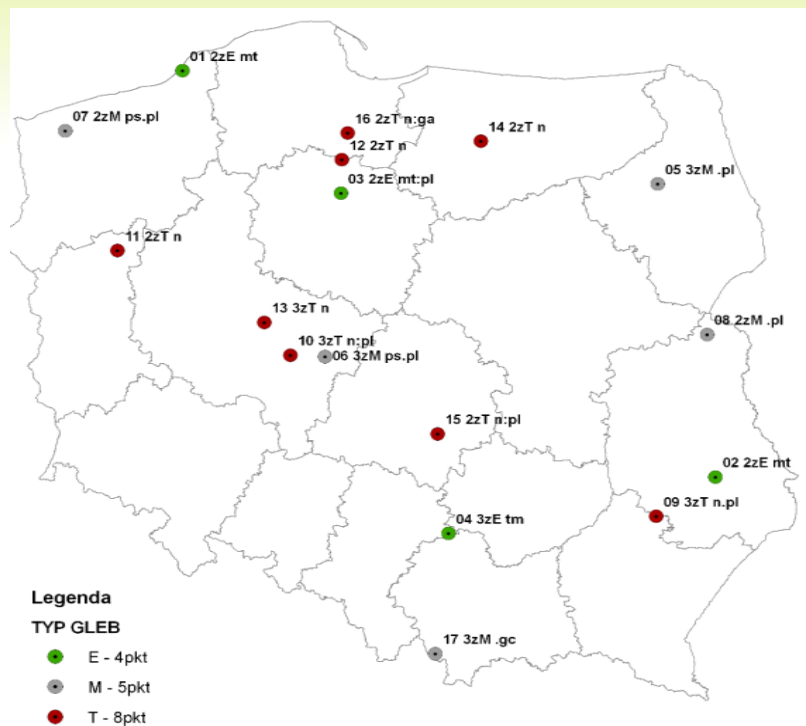 01 2zE mt
07 2zM ps.pl
16 2zT n:ga
14 2zT n
12 2zT n
03 2zE mt:pl
05 3zM .pl
11 2zT n
13 3zT n
08 2zM .pl
10 3zT n:pl
06 3zM ps.pl
15 2zT n:pl
02 2zE mt
09 3zT n.pl
04 3zE tm
17 3zM .gc
Legenda
TYP GLEB
E - 4pkt
M - 5pkt
T - 8pkt